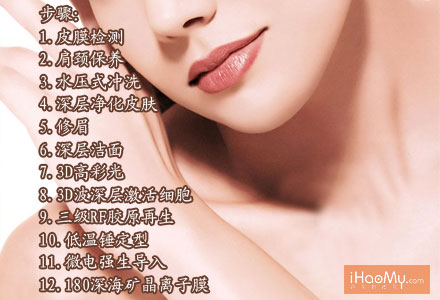 步骤:
1.皮膜检测
2.肩颈保养
3.水压式冲洗
4.深层净化皮肤
5.修眉
6.深层洁面
7.3D高彩光
8.3D波深层激活细胞
9.三级RF胶原再生
10.低温锤定型
11.微电强生导入
12.180深海矿晶离子膜
iHaoMu.com